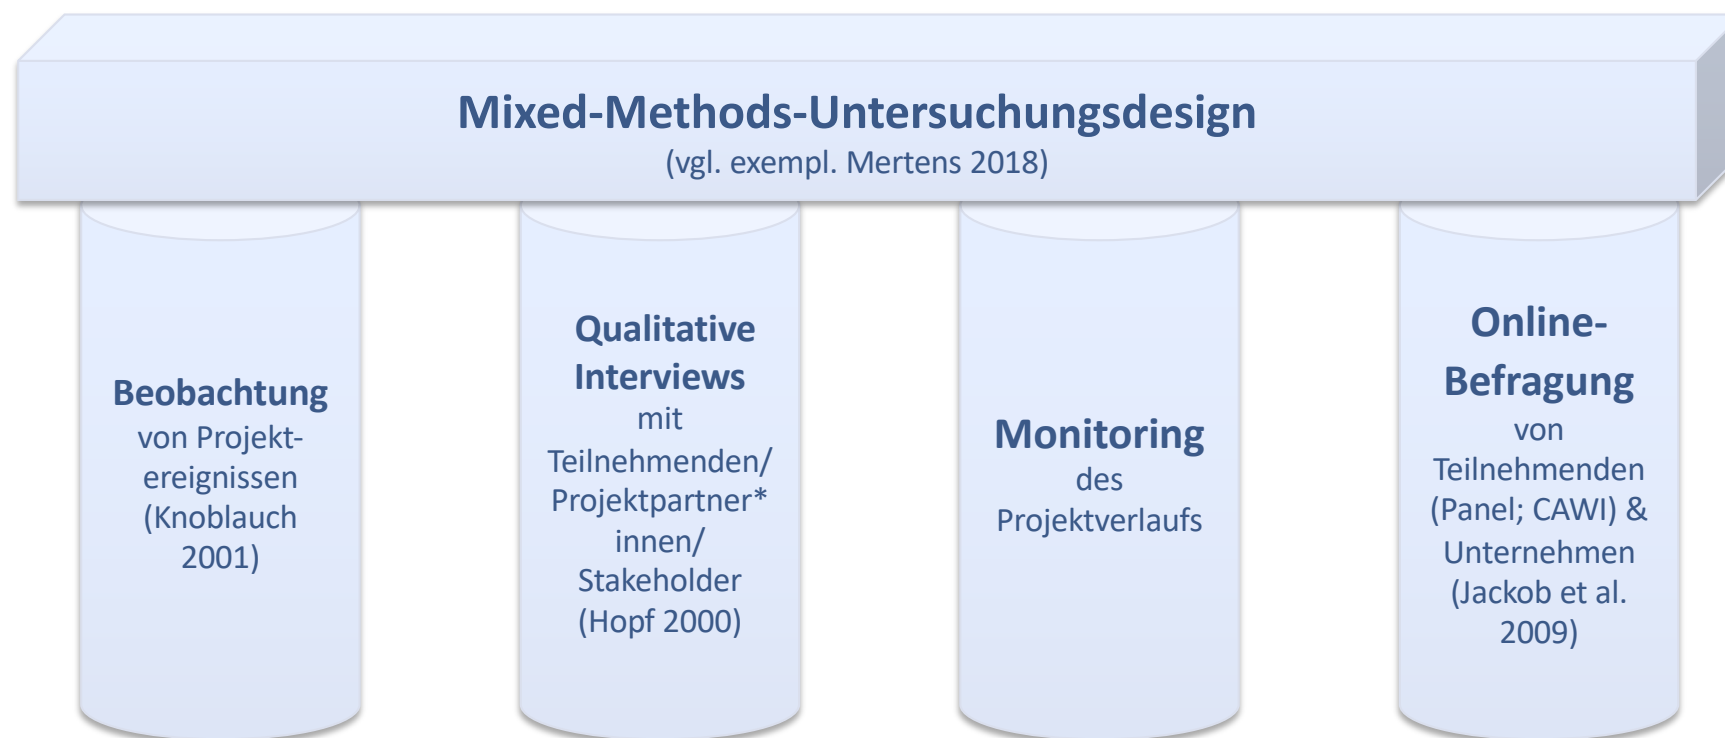 Mixed-Methods-Untersuchungsdesign
(vgl. exempl. Mertens 2018)
Beobachtung
von Projekt-
ereignissen
(Knoblauch
2001)
Qualitative
Interviews
mit
Teilnehmenden/
Projektpartner*
innen/
Stakeholder
(Hopf 2000)
Monitoring
des
Projektverlaufs
Online-
Befragung
von
Teilnehmenden
(Panel; CAWI) &
Unternehmen
(Jackob et al.
2009)